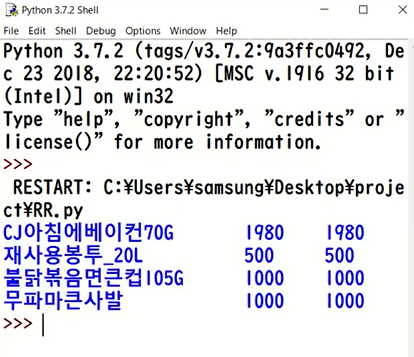 Python 3.7.2 Shell
File Edit Shell Debug Options Window Help
Python 3.7.2 (tags/v3.7.2:9a3ffc0492, De
c 23 2018, 22:20:52) [MSC v.1916 32 bit
(Intel)] on win32
Type "help", "copyright", "credits" or "
license()" for more information.
>>>
RESTART: C:¥Users¥samsung¥Desktop¥proje
ct¥RR.py
CJ아침에베이컨70G 1980 1980
재사용봉투_20L 500 500
불닭볶음면큰컵105G 1000 1000
무파마큰사발 1000 1000
>>>